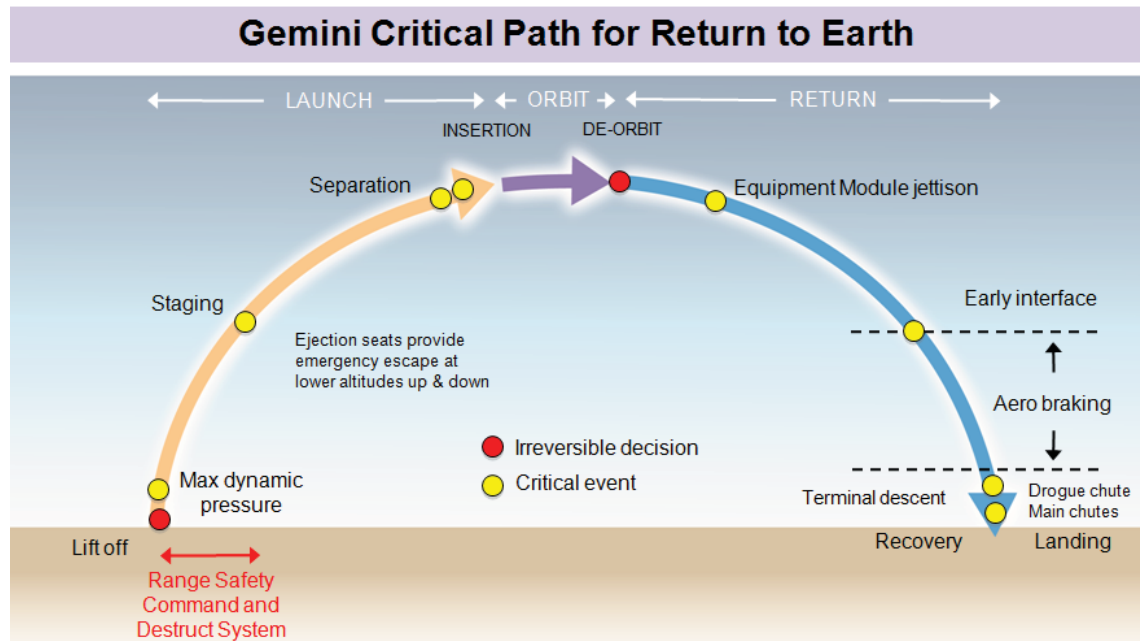 Gemini Critical Path for Return to Earth
LAUNCH
ORBIT
RETURN
INSERTION
DE-ORBIT
Separation
Equipment Module jettison
Staging
Early interface
Ejection seats provide
emergency escape at
lower altitudes up & down
Aero braking
Irreversible decision
Critical event
Max dynamic
pressure
Terminal descent
Drogue chute
Main chutes
Lift off
Recovery
Landing
Range Safety
Command and
Destruct System